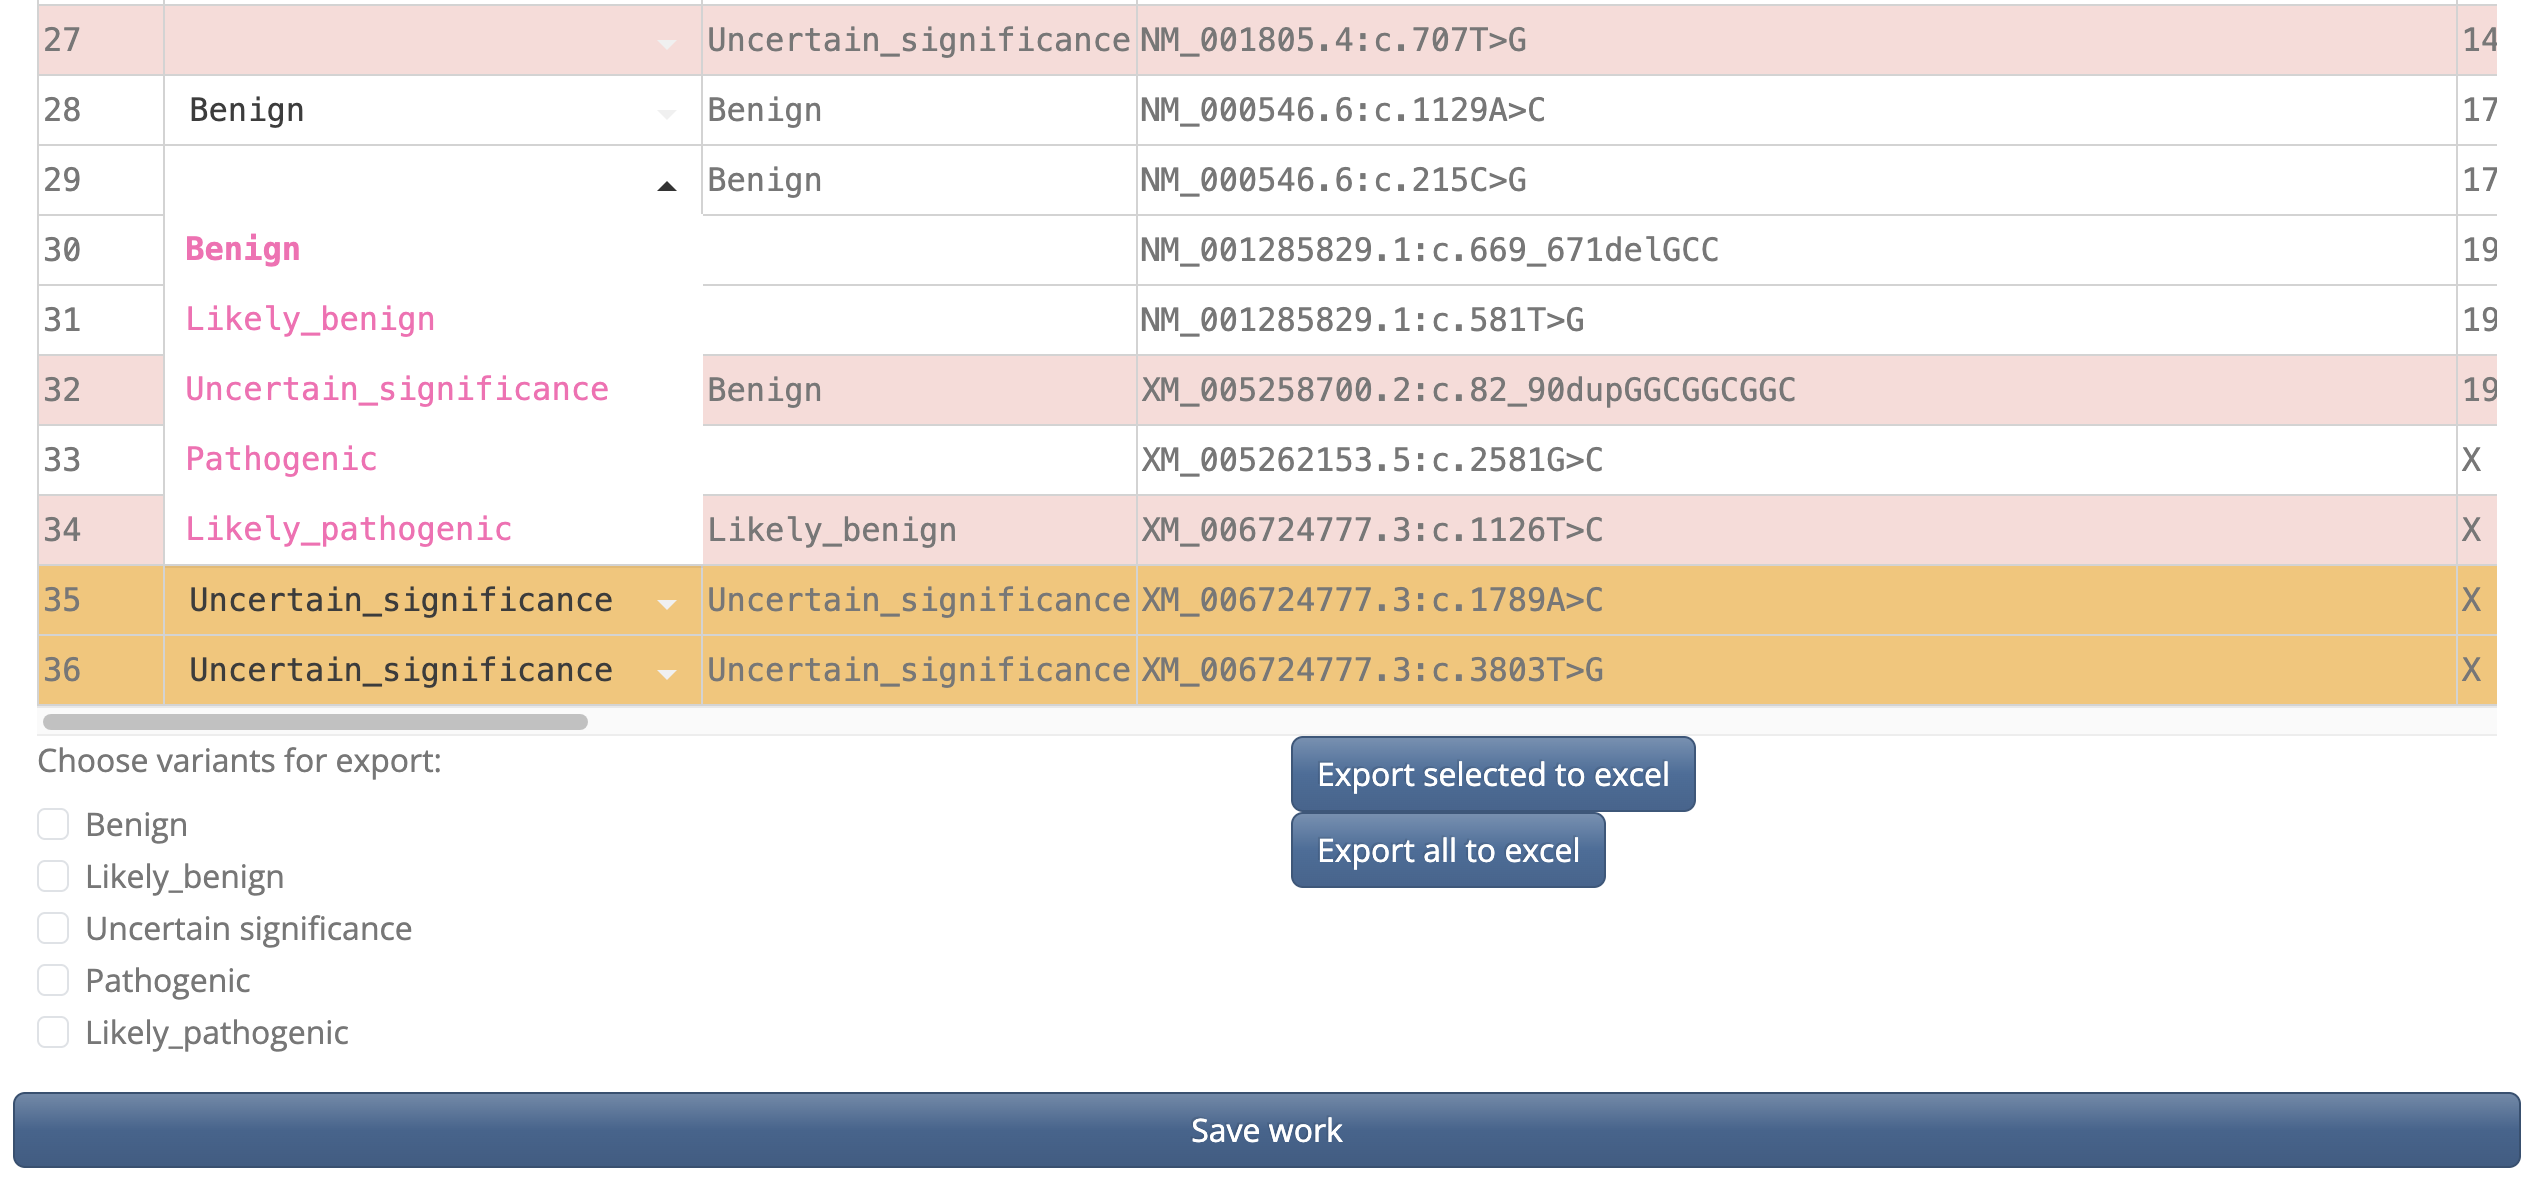 27 Uncertain_significance NM_001805.4:c.707T>G 14
28 Benign Benign NM_000546.6:c.1129A>C 17
29 Benign NM_000546.6:c.215C>G 17
30 Benign NM_001285829.1:c.669_671delGCC 19
31 Likely_benign NM_001285829.1:c.581T>G 19
32 Uncertain_significance Benign XM_005258700.2:c.82_90dupGGCGGCGGC 19
33 Pathogenic XM_005262153.5:c.2581G>C X
34 Likely_pathogenic Likely_benign XM_006724777.3:c.1126T>C X
35 Uncertain_significance Uncertain_significance XM_006724777.3:c.1789A>C X
36 Uncertain_significance Uncertain_significance XM_006724777.3:c.3803T>G X
Choose variants for export:
Export selected to excel
Export all to excel
Benign
Likely_benign
Uncertain significance
Pathogenic
Likely_pathogenic
Save work